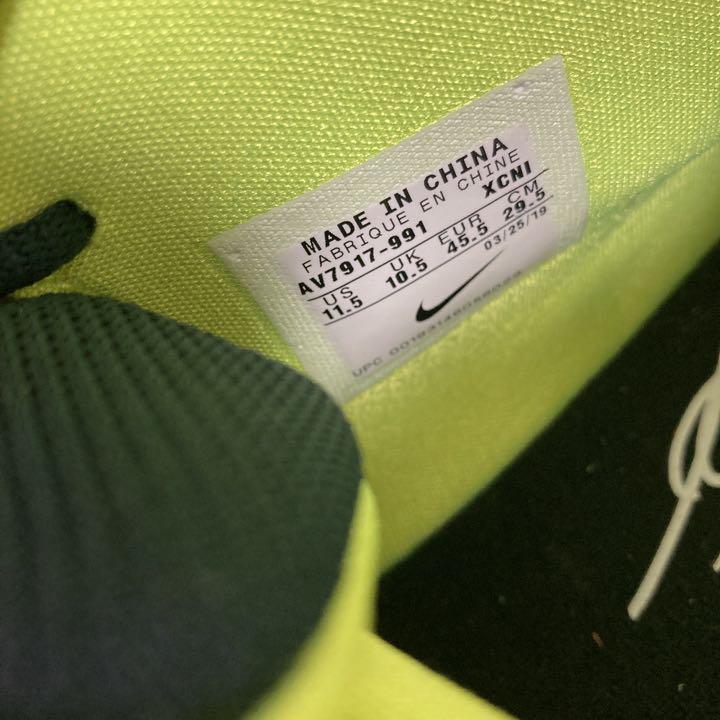 MADE IN CHINA
FABRIQUE EN CHINE
AV7917-991 XCNI
US UK EUR CM
11.5 10.5 45.5 29.5
03/25/19
UPC